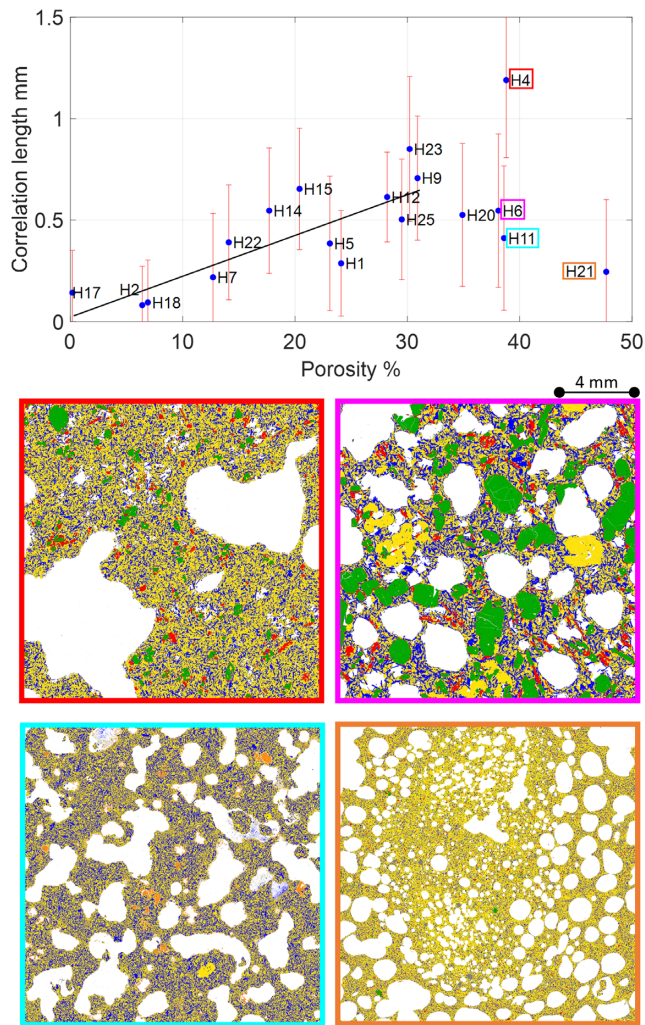 1.5
1
0.5
0
Correlation length mm
H4
H23
H15
H9
H14
H12
H6
H25
H20
H22
H5
H11
H1
H7
H21
H17
H2
H18
0
10
20
30
40
50
Porosity %
4 mm